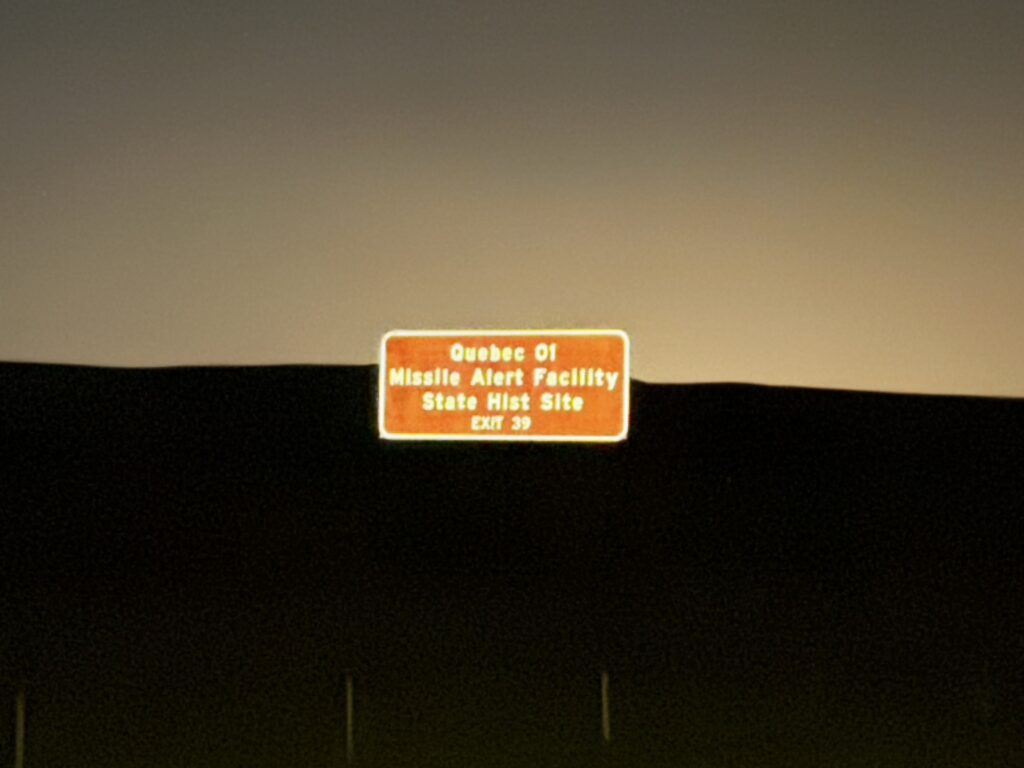 Quebec 01
Missile Alert Facility
State Hist Site
EXIT 39